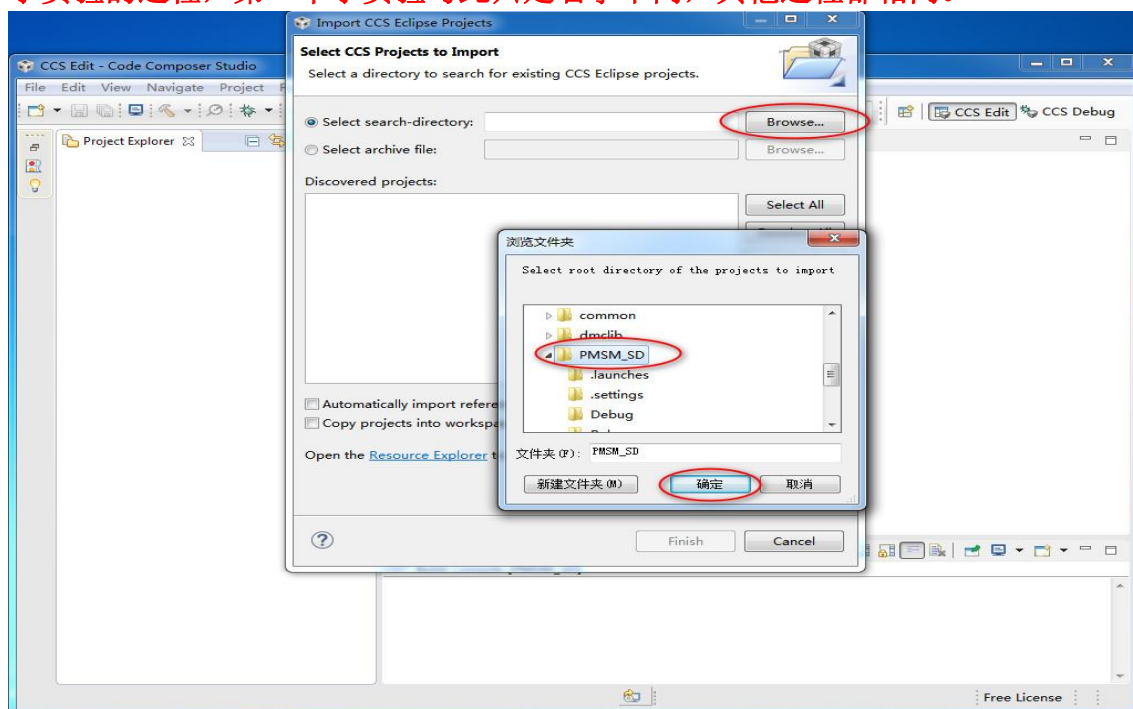 Import CCS Eclipse Projects
Select CCS Projects to Import
Select a directory to search for existing CCS Eclipse projects.
CCS Edit - Code Composer Studio
File Edit View Navigate Project
CCS Edit
CCS Debug
Project Explorer
Select search-directory:
Browse...
Select archive file:
Browse...
Discovered projects:
Select All
浏览文件夹
Select root directory of the projects to import
common
dmclib
PMSM_SD
.launches
.settings
Debug
文件夹(F): PMSM_SD
新建文件夹(M)
确定
取消
Automatically import refere
Copy projects into workspa
Open the Resource Explorer t
Finish
Cancel
Free License